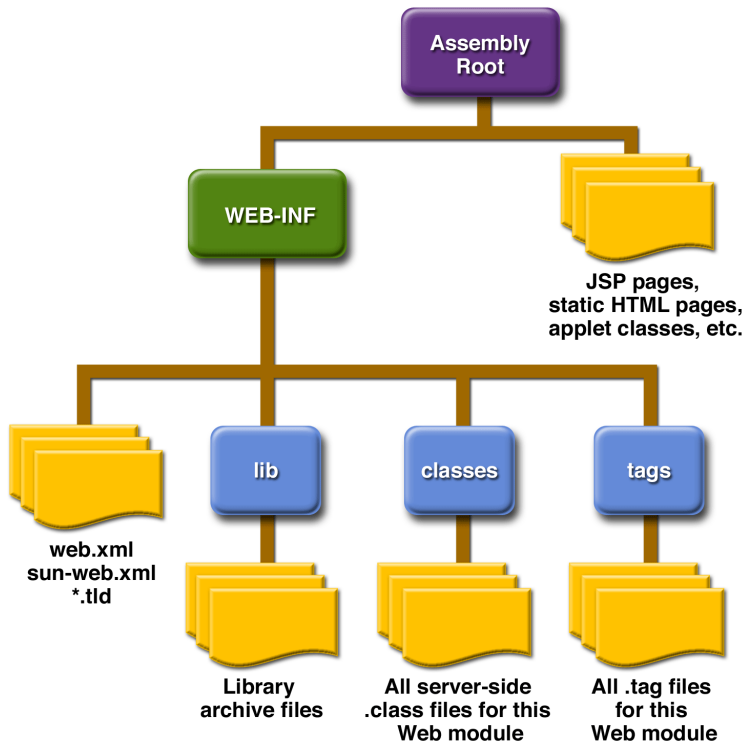 Assembly
Root
WEB-INF
JSP pages,
static HTML pages,
applet classes, etc.
lib
classes
tags
web.xml
sun-web.xml
*.tld
Library
archive files
All server-side
.class files for this
Web module
All .tag files
for this
Web module